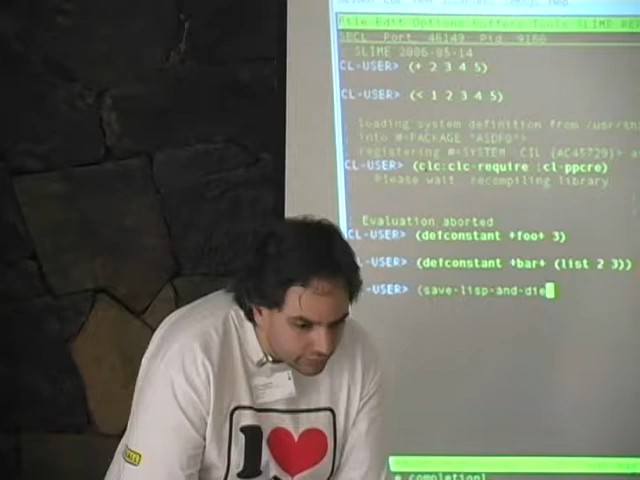 File Edit Options Buffers Tools SLIME REPL
SBCL Port: 46149 Pid: 9166
; SLIME 2006-05-14
CL-USER> (+ 2 3 4 5)
CL-USER> (< 1 2 3 4 5)
; loading system definition from
; into #<PACKAGE "ASDF0">
; registering #<SYSTEM CIL {AC45729}>
CL-USER> (clc:clc-require :cl-ppcre)
; Please wait, recompiling library
; Evaluation aborted
CL-USER> (defconstant +foo+ 3)
CL-USER> (defconstant +bar+ (list 2 3))
CL-USER> (save-lisp-and-die
completion]
I